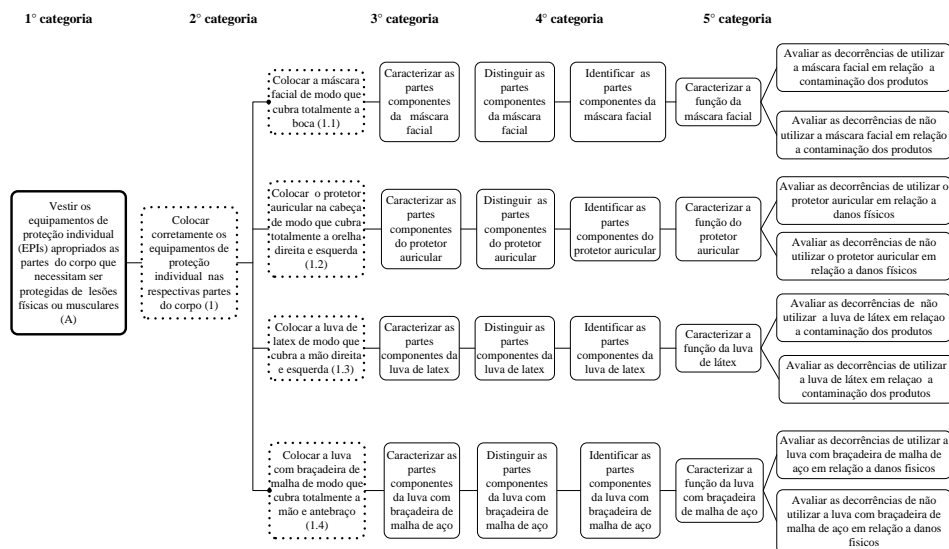 1° categoria
2° categoria
3° categoria
4° categoria
5° categoria
Vestir os
equipamentos de
proteção individual
(EPIs) apropriados as
partes do corpo que
necessitam ser
protegidas de lesões
físicas ou musculares
(A)
Colocar
corretamente os
equipamentos de
proteção
individual nas
respectivas partes
do corpo (1)
Colocar a máscara
facial de modo que
cubra totalmente a
boca (1.1)
Caracterizar as
partes
componentes
da máscara
facial
Distinguir as
partes
componentes
da máscara
facial
Identificar as
partes
componentes da
máscara facial
Caracterizar a
função da
máscara facial
Avaliar as decorrências de utilizar
a máscara facial em relação a
contaminação dos produtos
Avaliar as decorrências de não
utilizar a máscara facial em relação
a contaminação dos produtos
Colocar o protetor
auricular na cabeça
de modo que cubra
totalmente a orelha
direita e esquerda
(1.2)
Caracterizar as
partes
componentes
do protetor
auricular
Distinguir as
partes
componentes
do protetor
auricular
Identificar as partes
componentes do
protetor auricular
Caracterizar a
função do
protetor
auricular
Avaliar as decorrências de utilizar o
protetor auricular em relação a
danos físicos
Avaliar as decorrências de não
utilizar o protetor auricular em
relação a danos físicos
Colocar a luva de
latex de modo que
cubra a mão direita
e esquerda (1.3)
Caracterizar as
partes
componentes da
luva de latex
Distinguir as
partes
componentes da
luva de latex
Identificar as
partes
componentes da
luva de latex
Caracterizar a
função da luva
de látex
Avaliar as decorrências de não
utilizar a luva de látex em relaçao
a contaminação dos produtos
Avaliar as decorrências de utilizar
a luva de látex em relaçao a
contaminação dos produtos
Colocar a luva
com braçadeira de
malha de modo que
cubra totalmente a
mão e antebraço
(1.4)
Caracterizar as
partes
componentes
da luva com
braçadeira de
malha de aço
Distinguir as
partes
componentes
da luva com
braçadeira de
malha de aço
Identificar as
partes
componentes
da luva com
braçadeira de
malha de aço
Caracterizar a
função da luva
com braçadeira
de malha de aço
Avaliar as decorrências de utilizar a
luva com braçadeira de malha de
aço em relação a danos fisicos
Avaliar as decorrências de não
utilizar a luva com braçadeira de
malha de aço em relação a danos
fisicos